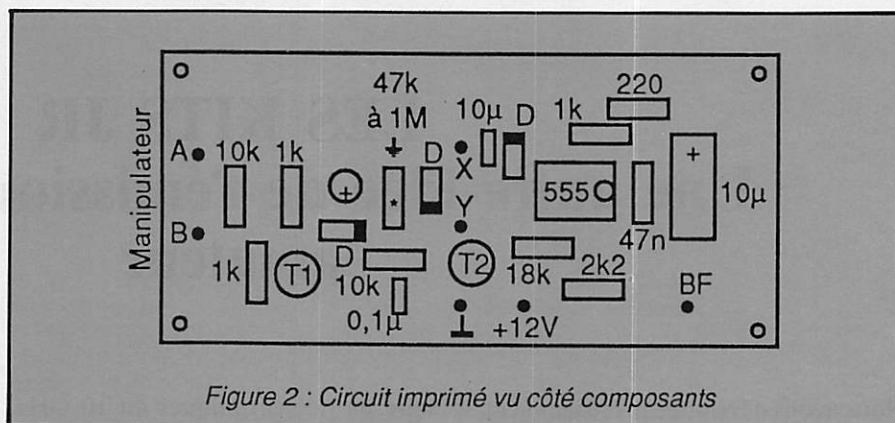 Manipulateur
47k
à 1M
220
10µ
D
1k
A
10k
1k
D
X
+
+
*
Y
555
10µ
B
47n
1k
T1
D
10k
T2
18k
2k2
BF
0,1µ
+12V
Figure 2 : Circuit imprimé vu côté composants